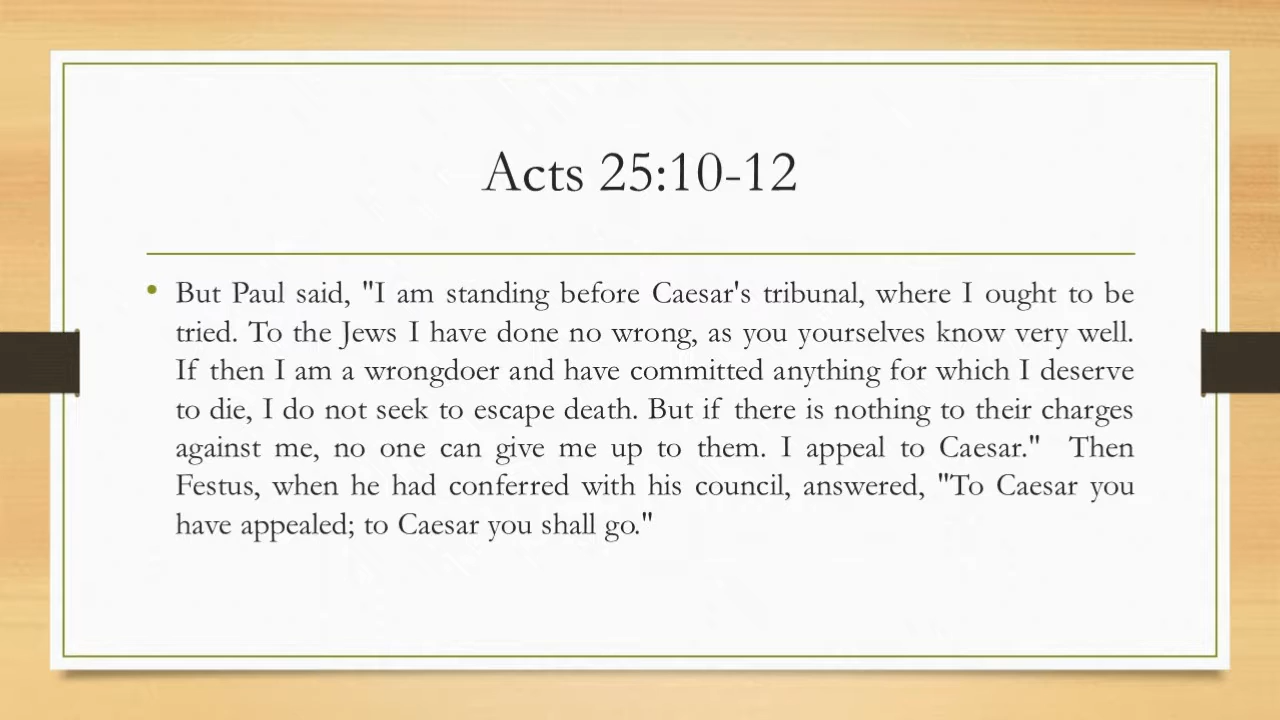 Acts 25:10-12
• But Paul said, "I am standing before Caesar's tribunal, where I ought to be
tried. To the Jews I have done no wrong, as you yourselves know very well.
If then I am a wrongdoer and have committed anything for which I deserve
to die, I do not seek to escape death. But if there is nothing to their charges
against me, no one can give me up to them. I appeal to Caesar."  Then
Festus, when he had conferred with his council, answered, "To Caesar you
have appealed; to Caesar you shall go."